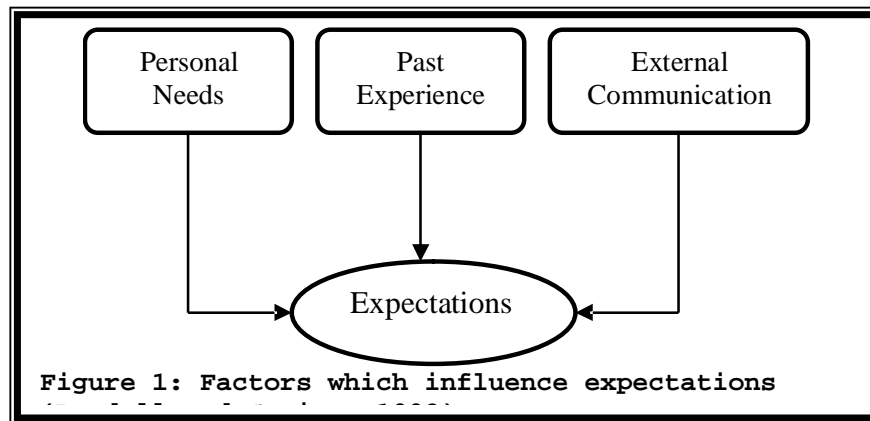 Personal
Needs
Past
Experience
External
Communication
Expectations
Figure 1: Factors which influence expectations